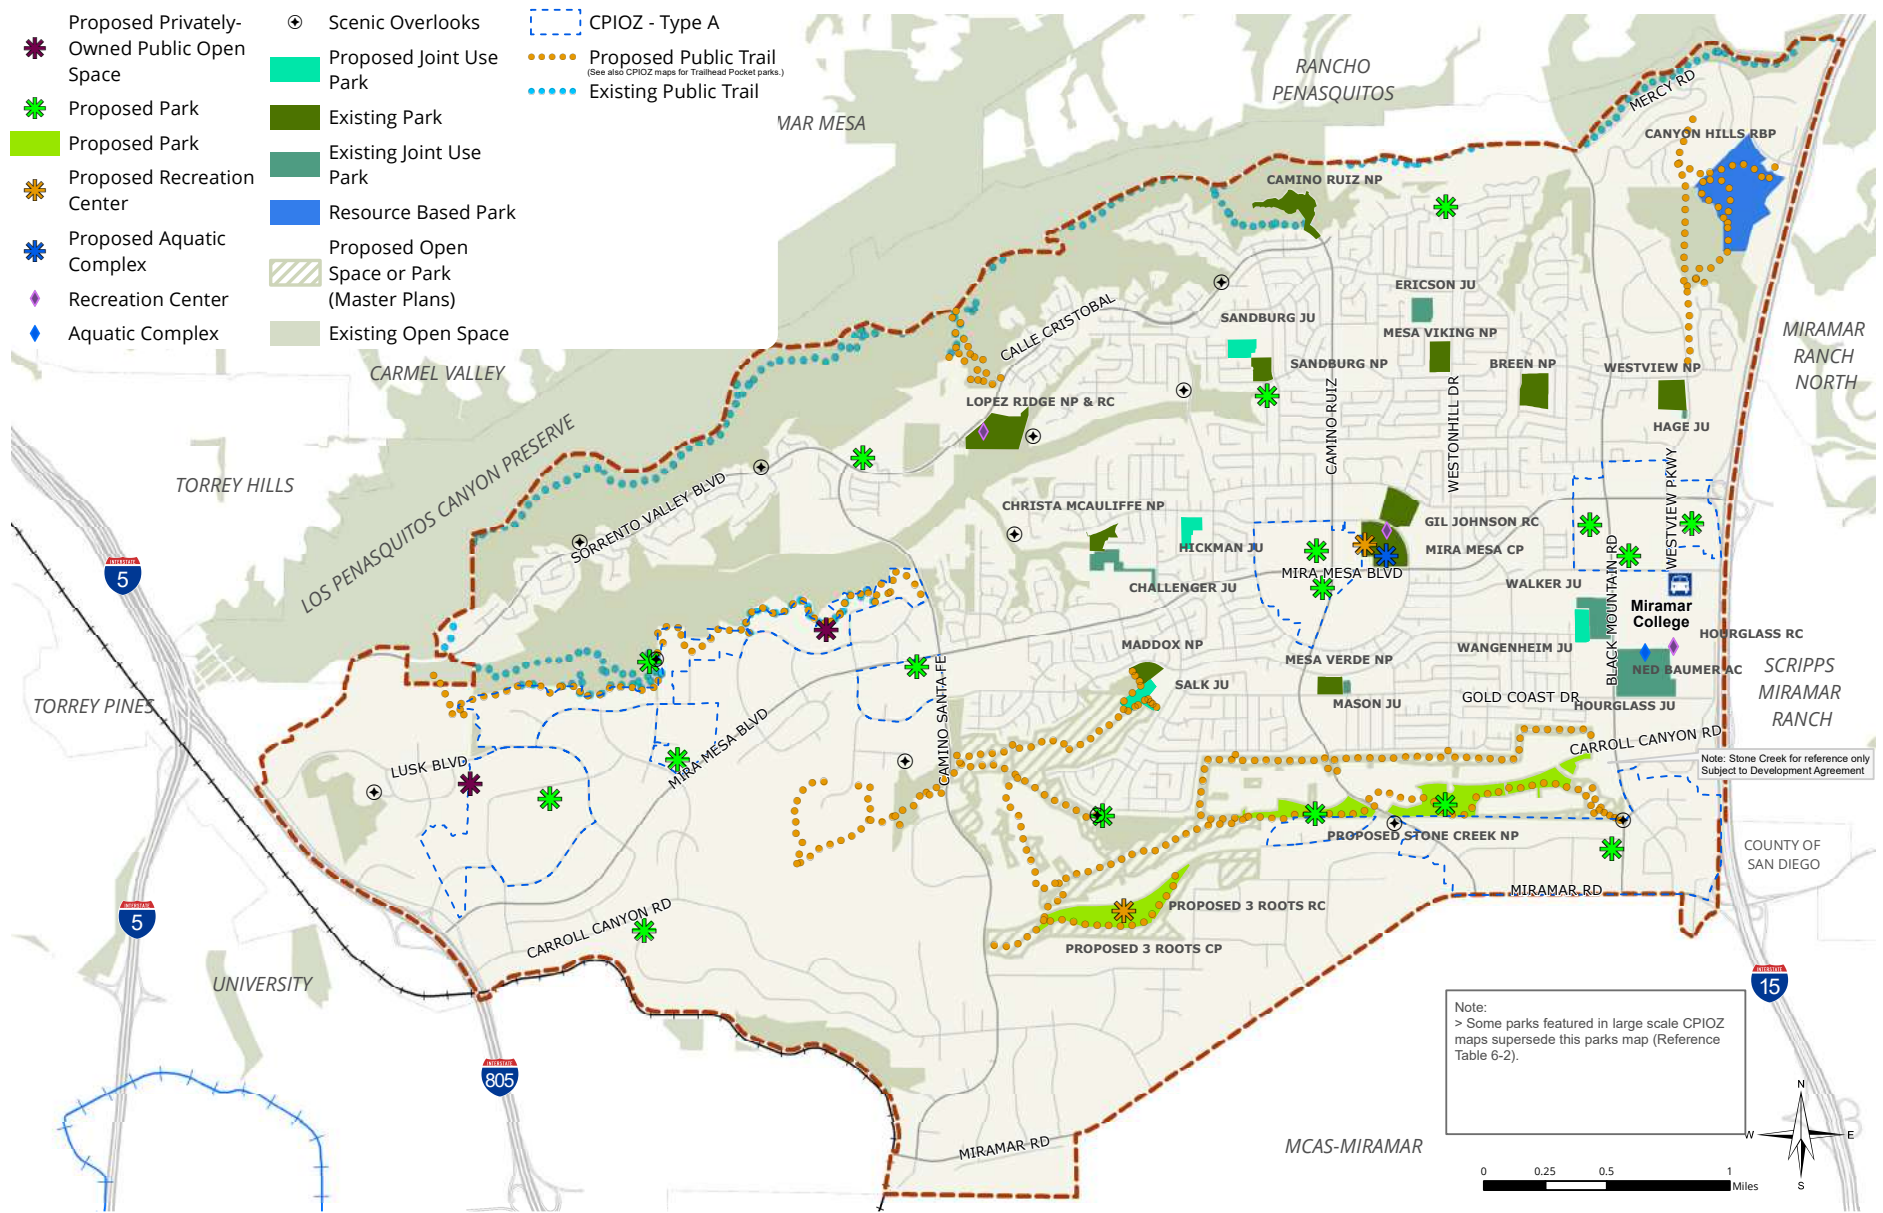 Proposed Privately-
Owned Public Open
Space
Proposed Park
Proposed Park
Proposed Recreation
Center
Proposed Aquatic
Complex
Recreation Center
Aquatic Complex
Scenic Overlooks
Proposed Joint Use
Park
Existing Park
Existing Joint Use
Park
Resource Based Park
Proposed Open
Space or Park
(Master Plans)
Existing Open Space
CPIOZ - Type A
Proposed Public Trail
(See also CPIOZ maps for Trailhead Pocket parks.)
Existing Public Trail
MAR MESA
RANCHO
PENASQUITOS
MERCY RD
CANYON HILLS RBP
CAMINO RUIZ NP
ERICSON JU
CALLE CRISTOBAL
SANDBURG JU
MESA VIKING NP
MIRAMAR
RANCH
NORTH
CARMEL VALLEY
SANDBURG NP
BREEN NP
WESTVIEW NP
LOPEZ RIDGE NP & RC
CAMINO RUIZ
WESTONHILL DR
HAGE JU
TORREY HILLS
LOS PENASQUITOS CANYON PRESERVE
SORRENTO VALLEY BLVD
CHRISTA MCAULIFFE NP
GIL JOHNSON RC
WESTVIEW PKWY
HICKMAN JU
MIRA MESA CP
MIRA MESA BLVD
BLACK MOUNTAIN RD
5
CHALLENGER JU
WALKER JU
Miramar
College
HOURGLASS RC
MADDOX NP
WANGENHEIM JU
MESA VERDE NP
NED BAUMER AC
SCRIPPS
MIRAMAR
RANCH
SALK JU
MASON JU
GOLD COAST DR
HOURGLASS JU
TORREY PINES
CAMINO SANTA FE
MIRA MESA BLVD
LUSK BLVD
CARROLL CANYON RD
Note: Stone Creek for reference only
Subject to Development Agreement
PROPOSED STONE CREEK NP
COUNTY OF
SAN DIEGO
MIRAMAR RD
INTERSTATE
5
CARROLL CANYON RD
PROPOSED 3 ROOTS RC
PROPOSED 3 ROOTS CP
UNIVERSITY
15
Note:
> Some parks featured in large scale CPIOZ
maps supersede this parks map (Reference
Table 6-2).
805
MIRAMAR RD
MCAS-MIRAMAR
N
W
E
S
0 0.25 0.5 1
Miles